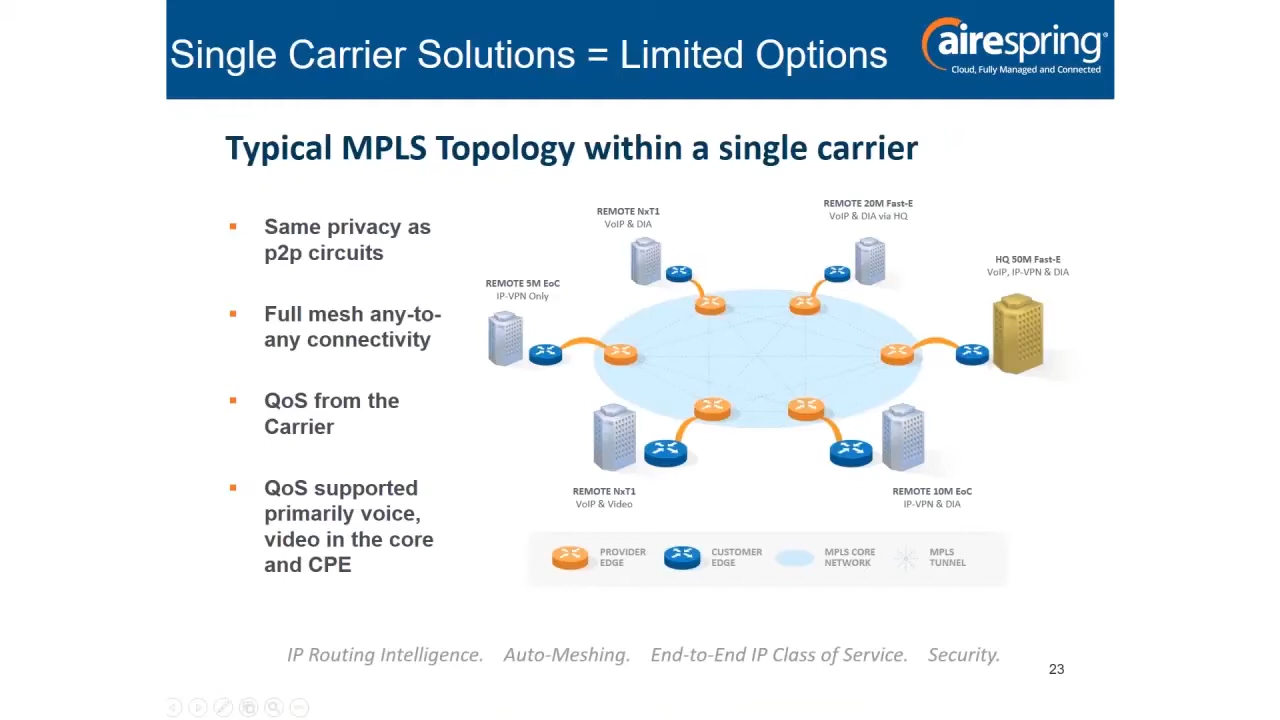 Single Carrier Solutions = Limited Options
airespring®
Cloud, Fully Managed and Connected
Typical MPLS Topology within a single carrier
▪ Same privacy as
p2p circuits
▪ Full mesh any-to-
any connectivity
▪ QoS from the
Carrier
▪ QoS supported
primarily voice,
video in the core
and CPE
REMOTE NxT1
VoIP & DIA
REMOTE 20M Fast-E
VoIP & DIA via HQ
HQ 50M Fast-E
VoIP, IP-VPN & DIA
REMOTE 5M EoC
IP-VPN Only
REMOTE NxT1
VoIP & Video
REMOTE 10M EoC
IP-VPN & DIA
PROVIDER
EDGE
CUSTOMER
EDGE
MPLS CORE
NETWORK
MPLS
TUNNEL
IP Routing Intelligence. Auto-Meshing. End-to-End IP Class of Service. Security.
23